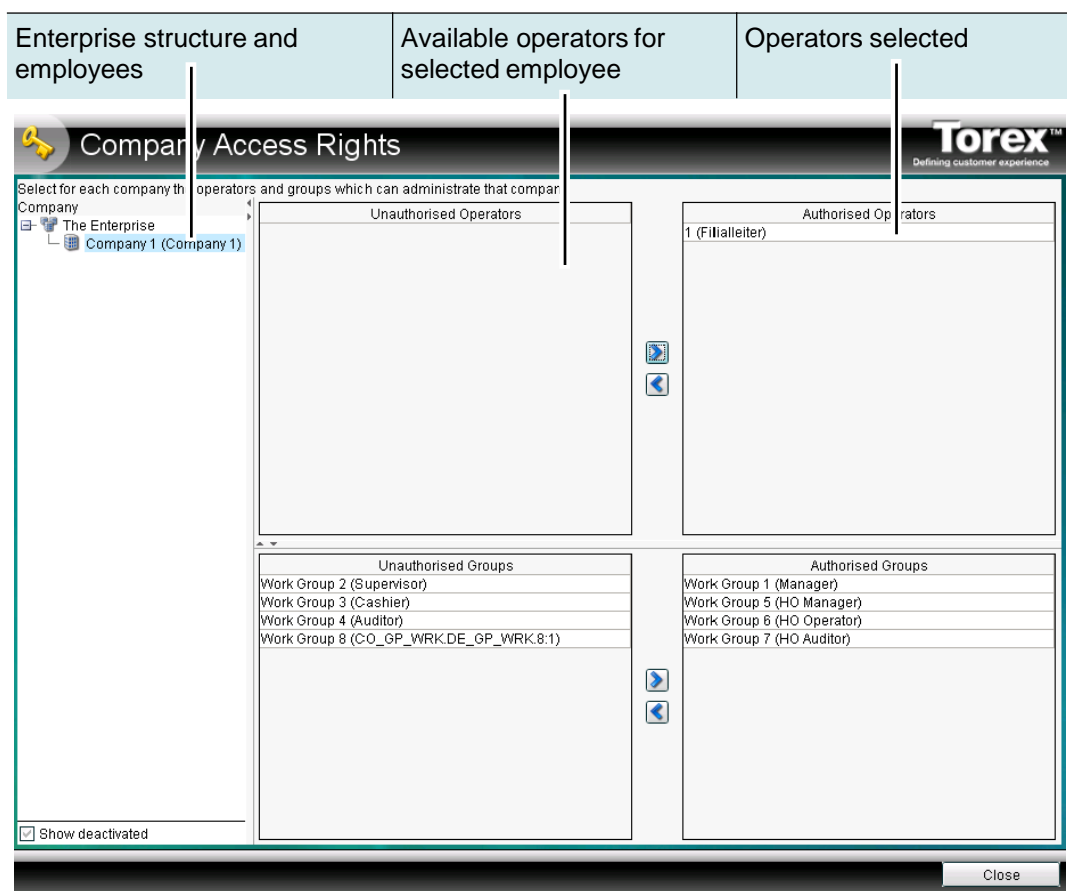 Enterprise structure and
employees
Available operators for
selected employee
Operators selected
Company Access Rights
Torex™
Defining customer experience
Select for each company the operators and groups which can administrate that company
Company
The Enterprise
Company 1 (Company 1)
Unauthorised Operators
Authorised Operators
1 (Filialleiter)
Unauthorised Groups
Work Group 2 (Supervisor)
Work Group 3 (Cashier)
Work Group 4 (Auditor)
Work Group 8 (CO_GP_WRK.DE_GP_WRK.8:1)
Authorised Groups
Work Group 1 (Manager)
Work Group 5 (HO Manager)
Work Group 6 (HO Operator)
Work Group 7 (HO Auditor)
Show deactivated
Close